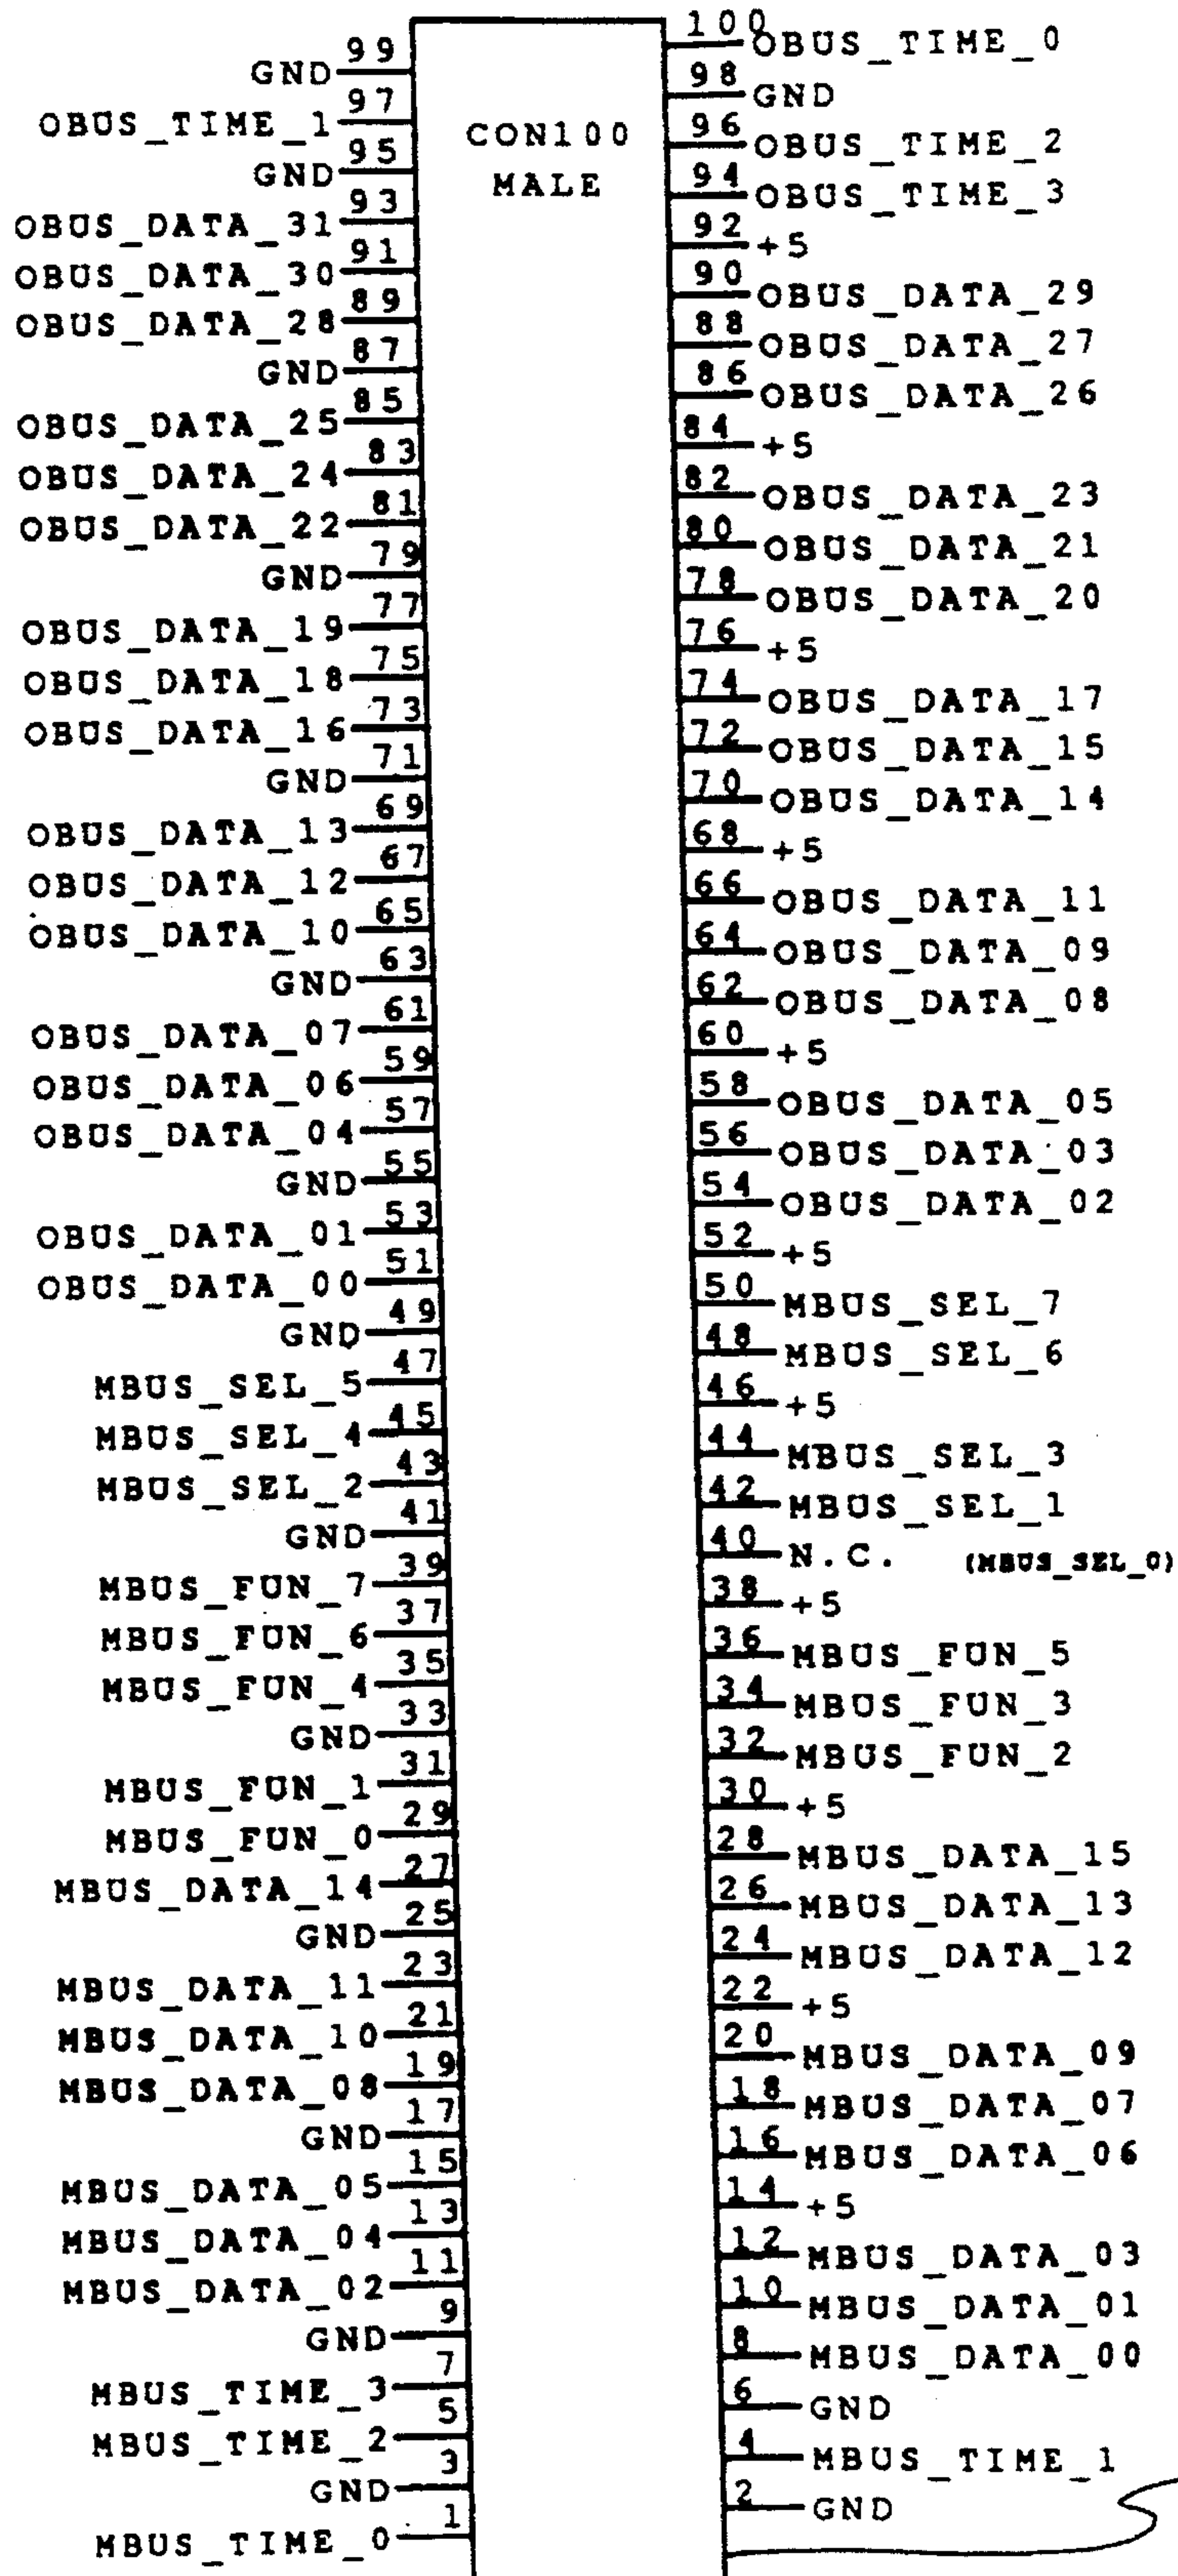 100
OBUS_TIME_0
99
GND
98
GND
97
OBUS_TIME_1
CON100
MALE
96
OBUS_TIME_2
95
GND
94
OBUS_TIME_3
93
OBUS_DATA_31
92
+5
91
OBUS_DATA_30
90
OBUS_DATA_29
89
OBUS_DATA_28
88
OBUS_DATA_27
87
GND
86
OBUS_DATA_26
85
OBUS_DATA_25
84
+5
83
OBUS_DATA_24
82
OBUS_DATA_23
81
OBUS_DATA_22
80
OBUS_DATA_21
79
GND
78
OBUS_DATA_20
77
OBUS_DATA_19
76
+5
75
OBUS_DATA_18
74
OBUS_DATA_17
73
OBUS_DATA_16
72
OBUS_DATA_15
71
GND
70
OBUS_DATA_14
69
OBUS_DATA_13
68
+5
67
OBUS_DATA_12
66
OBUS_DATA_11
65
OBUS_DATA_10
64
OBUS_DATA_09
63
GND
62
OBUS_DATA_08
61
OBUS_DATA_07
60
+5
59
OBUS_DATA_06
58
OBUS_DATA_05
57
OBUS_DATA_04
56
OBUS_DATA_03
55
GND
54
OBUS_DATA_02
53
OBUS_DATA_01
52
+5
51
OBUS_DATA_00
50
MBUS_SEL_7
49
GND
48
MBUS_SEL_6
47
MBUS_SEL_5
46
+5
45
MBUS_SEL_4
44
MBUS_SEL_3
43
MBUS_SEL_2
42
MBUS_SEL_1
41
GND
40
N.C. (MBUS_SEL_0)
39
MBUS_FUN_7
38
+5
37
MBUS_FUN_6
36
MBUS_FUN_5
35
MBUS_FUN_4
34
MBUS_FUN_3
33
GND
32
MBUS_FUN_2
31
MBUS_FUN_1
30
+5
29
MBUS_FUN_0
28
MBUS_DATA_15
27
MBUS_DATA_14
26
MBUS_DATA_13
25
GND
24
MBUS_DATA_12
23
MBUS_DATA_11
22
+5
21
MBUS_DATA_10
20
MBUS_DATA_09
19
MBUS_DATA_08
18
MBUS_DATA_07
17
GND
16
MBUS_DATA_06
15
MBUS_DATA_05
14
+5
13
MBUS_DATA_04
12
MBUS_DATA_03
11
MBUS_DATA_02
10
MBUS_DATA_01
9
GND
8
MBUS_DATA_00
7
MBUS_TIME_3
6
GND
5
MBUS_TIME_2
4
MBUS_TIME_1
3
GND
2
GND
1
MBUS_TIME_0